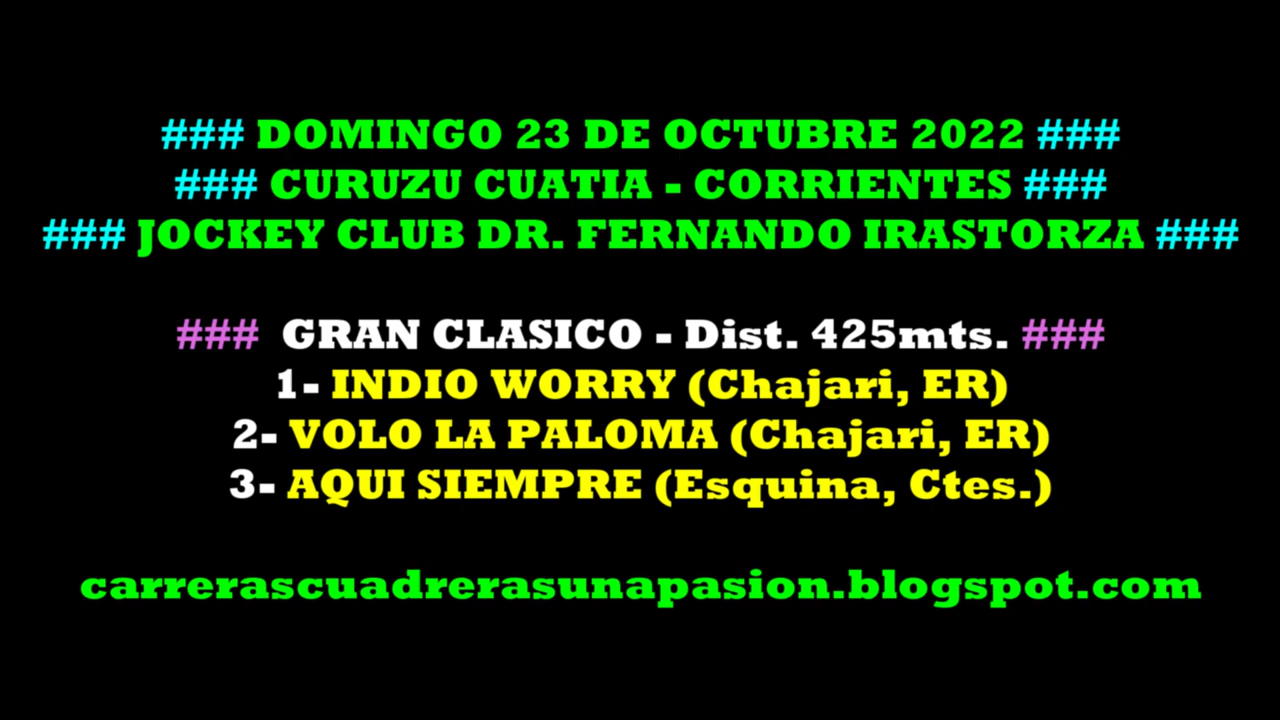 ### DOMINGO 23 DE OCTUBRE 2022 ###
### CURUZU CUATIA - CORRIENTES ###
### JOCKEY CLUB DR. FERNANDO IRASTORZA ###
### GRAN CLASICO - Dist. 425mts. ###
1- INDIO WORRY (Chajari, ER)
2- VOLO LA PALOMA (Chajari, ER)
3- AQUI SIEMPRE (Esquina, Ctes.)
carrerascuadrerasunapasion.blogspot.com